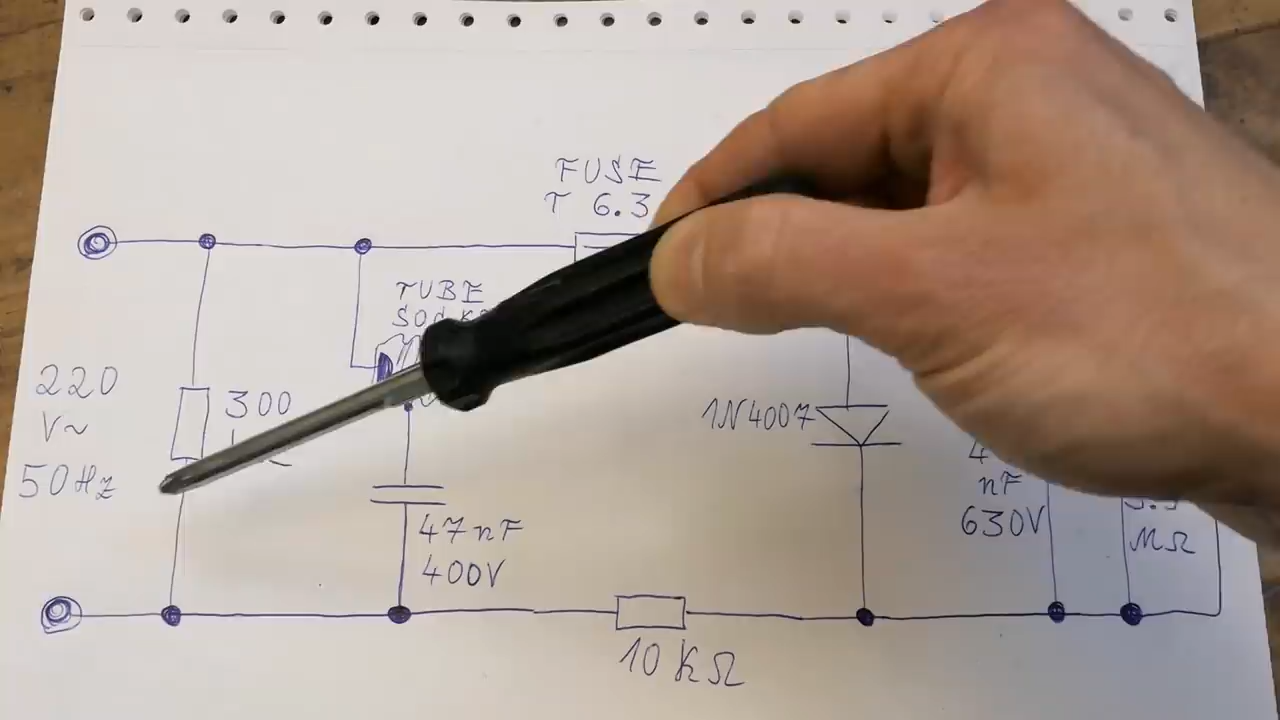 FUSE
T 6.3
TUBE
220
V~
50Hz
300
1N4007
nF
630V
MΩ
47nF
400V
10 KΩ